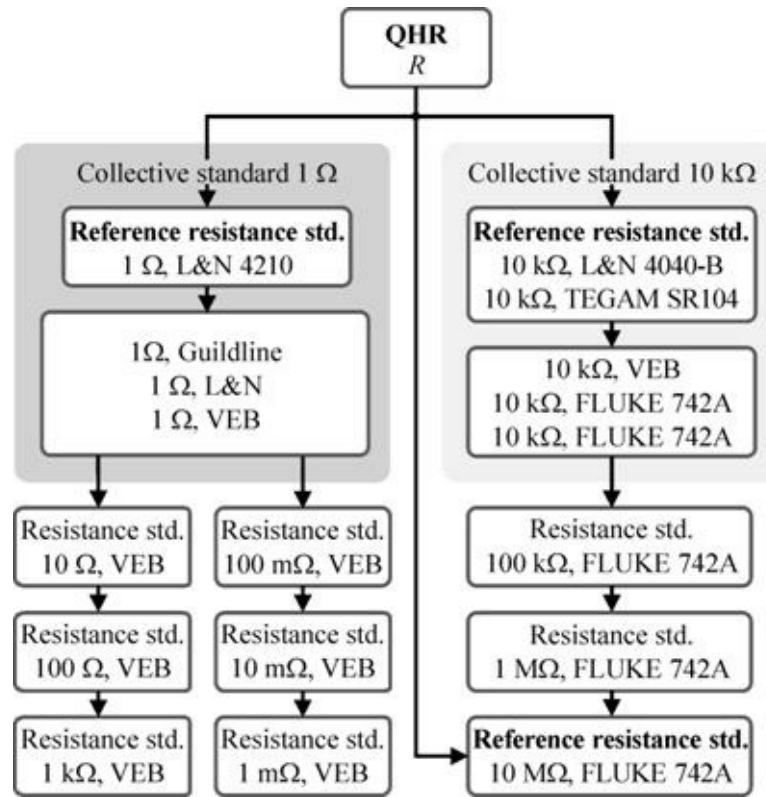 QHR
R
Collective standard 1 Ω
Reference resistance std.
1 Ω, L&N 4210
1Ω, Guildline
1 Ω, L&N
1 Ω, VEB
Resistance std.
10 Ω, VEB
Resistance std.
100 Ω, VEB
Resistance std.
1 kΩ, VEB
Resistance std.
100 mΩ, VEB
Resistance std.
10 mΩ, VEB
Resistance std.
1 mΩ, VEB
Collective standard 10 kΩ
Reference resistance std.
10 kΩ, L&N 4040-B
10 kΩ, TEGAM SR104
10 kΩ, VEB
10 kΩ, FLUKE 742A
10 kΩ, FLUKE 742A
Resistance std.
100 kΩ, FLUKE 742A
Resistance std.
1 MΩ, FLUKE 742A
Reference resistance std.
10 MΩ, FLUKE 742A